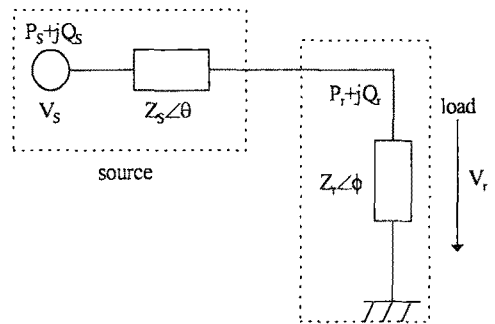 P_S+jQ_S
V_S
Z_S∠θ
source
P_r+jQ_r
load
Z_r∠ϕ
V_r